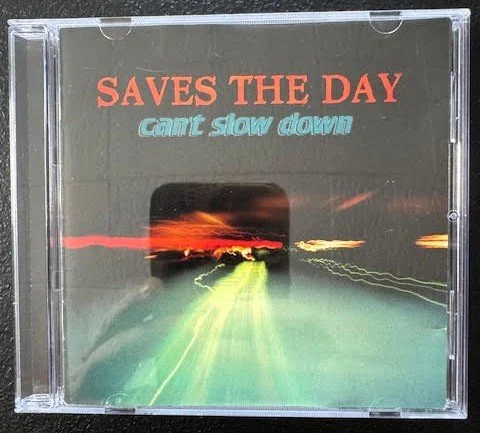 SAVES THE DAY
can't slow down